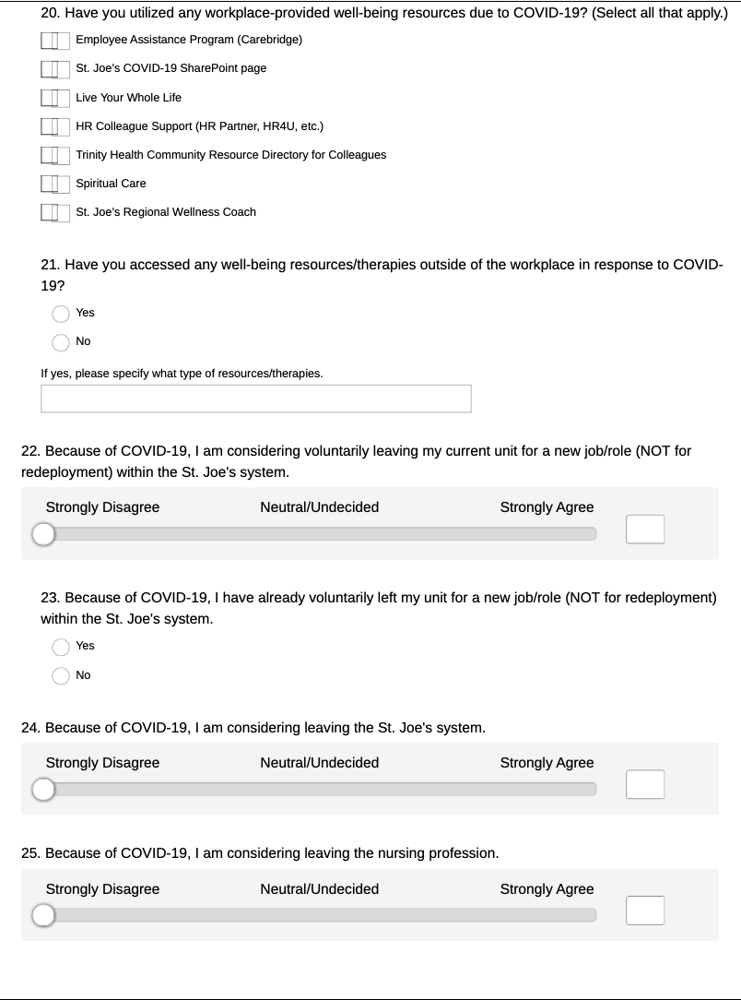 20. Have you utilized any workplace-provided well-being resources due to COVID-19? (Select all that apply.)
Employee Assistance Program (Carebridge)
St. Joe's COVID-19 SharePoint page
Live Your Whole Life
HR Colleague Support (HR Partner, HR4U, etc.)
Trinity Health Community Resource Directory for Colleagues
Spiritual Care
St. Joe's Regional Wellness Coach
21. Have you accessed any well-being resources/therapies outside of the workplace in response to COVID-
19?
Yes
No
If yes, please specify what type of resources/therapies.
22. Because of COVID-19, I am considering voluntarily leaving my current unit for a new job/role (NOT for
redeployment) within the St. Joe's system.
Strongly Disagree Neutral/Undecided Strongly Agree
23. Because of COVID-19, I have already voluntarily left my unit for a new job/role (NOT for redeployment)
within the St. Joe's system.
Yes
No
24. Because of COVID-19, I am considering leaving the St. Joe's system.
Strongly Disagree Neutral/Undecided Strongly Agree
25. Because of COVID-19, I am considering leaving the nursing profession.
Strongly Disagree Neutral/Undecided Strongly Agree